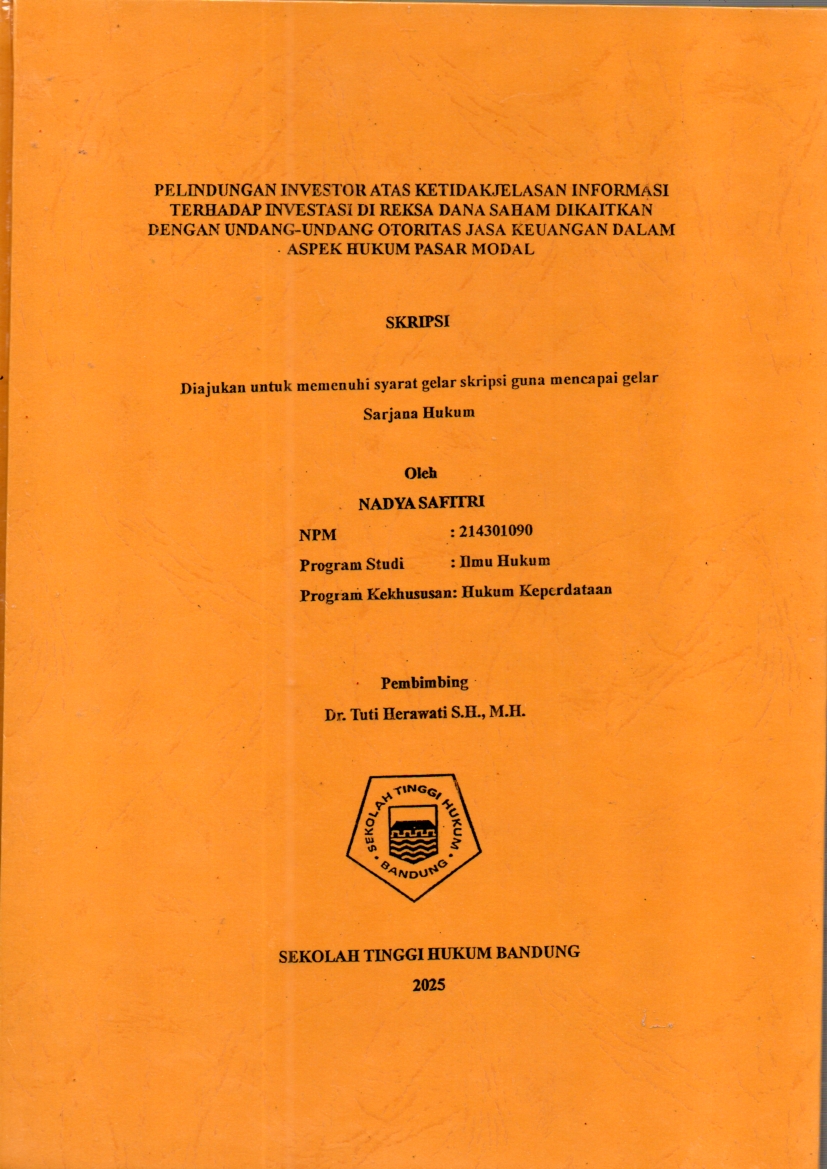 PELINDUNGAN INVESTOR ATAS KETIDAKJELASAN INFORMASI
TERHADAP INVESTASI DI REKSA DANA SAHAM DIKAITKAN
DENGAN UNDANG-UNDANG OTORITAS JASA KEUANGAN DALAM
ASPEK HUKUM PASAR MODAL
SKRIPSI
Diajukan untuk memenuhi syarat gelar skripsi guna mencapai gelar
Sarjana Hukum
Oleh
NADYA SAFITRI
NPM : 214301090
Program Studi : Ilmu Hukum
Program Kekhususan: Hukum Keperdataan
Pembimbing
Dr. Tuti Herawati S.H., M.H.
SEKOLAH TINGGI HUKUM
BANDUNG
SEKOLAH TINGGI HUKUM BANDUNG
2025